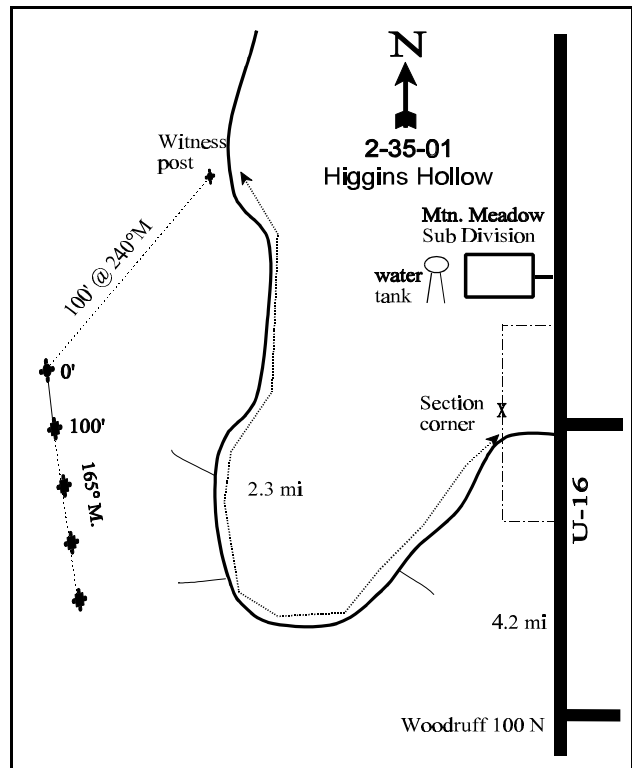 N
2-35-01
Higgins Hollow
Witness
post
Mtn. Meadow
Sub Division
water
tank
100' @ 240°M
0'
100'
165° M.
Section
corner
2.3 mi
U-16
4.2 mi
Woodruff 100 N